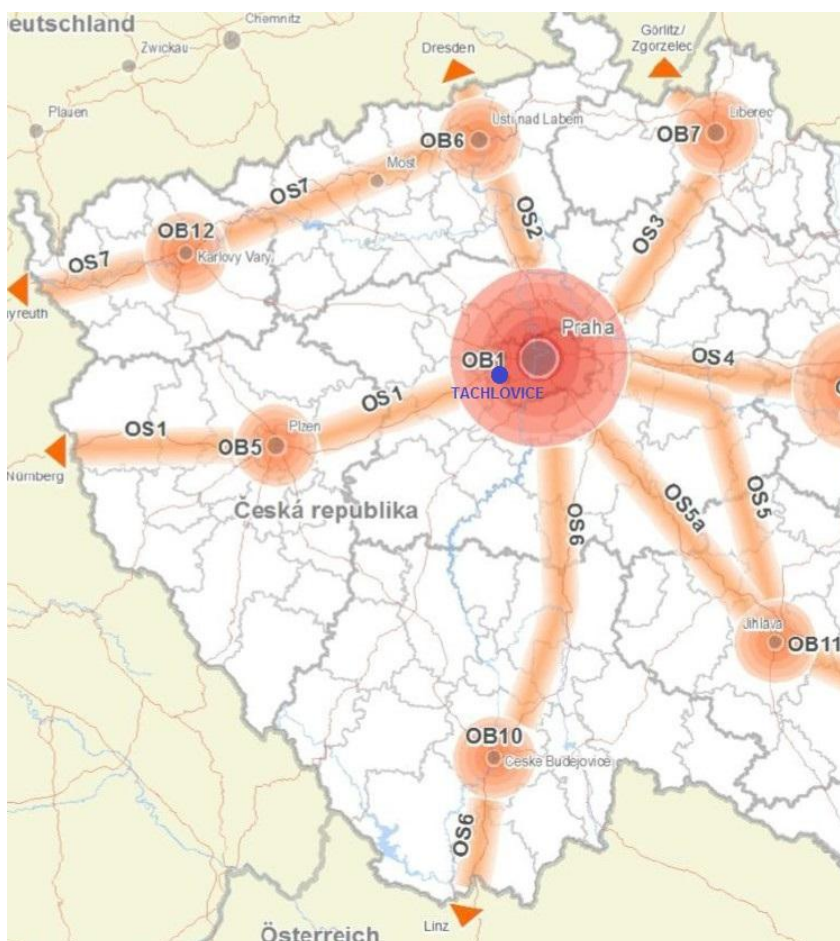 eutschland
Chemnitz
Zwickau
Plauen
Dresden
Görlitz/
Zgorzelec
OB6
Ústí nad Labem
OB7
Liberec
Most
OS7
OS2
OS3
OB12
Karlovy Vary
OS7
yreuth
Praha
OB1
TACHLOVICE
OS4
OS1
OS1
Plzen
OB5
Nürnberg
OS5
OS5a
OS6
Česká republika
Jihlava
OB11
OB10
České Budějovice
OS6
Linz
Österreich